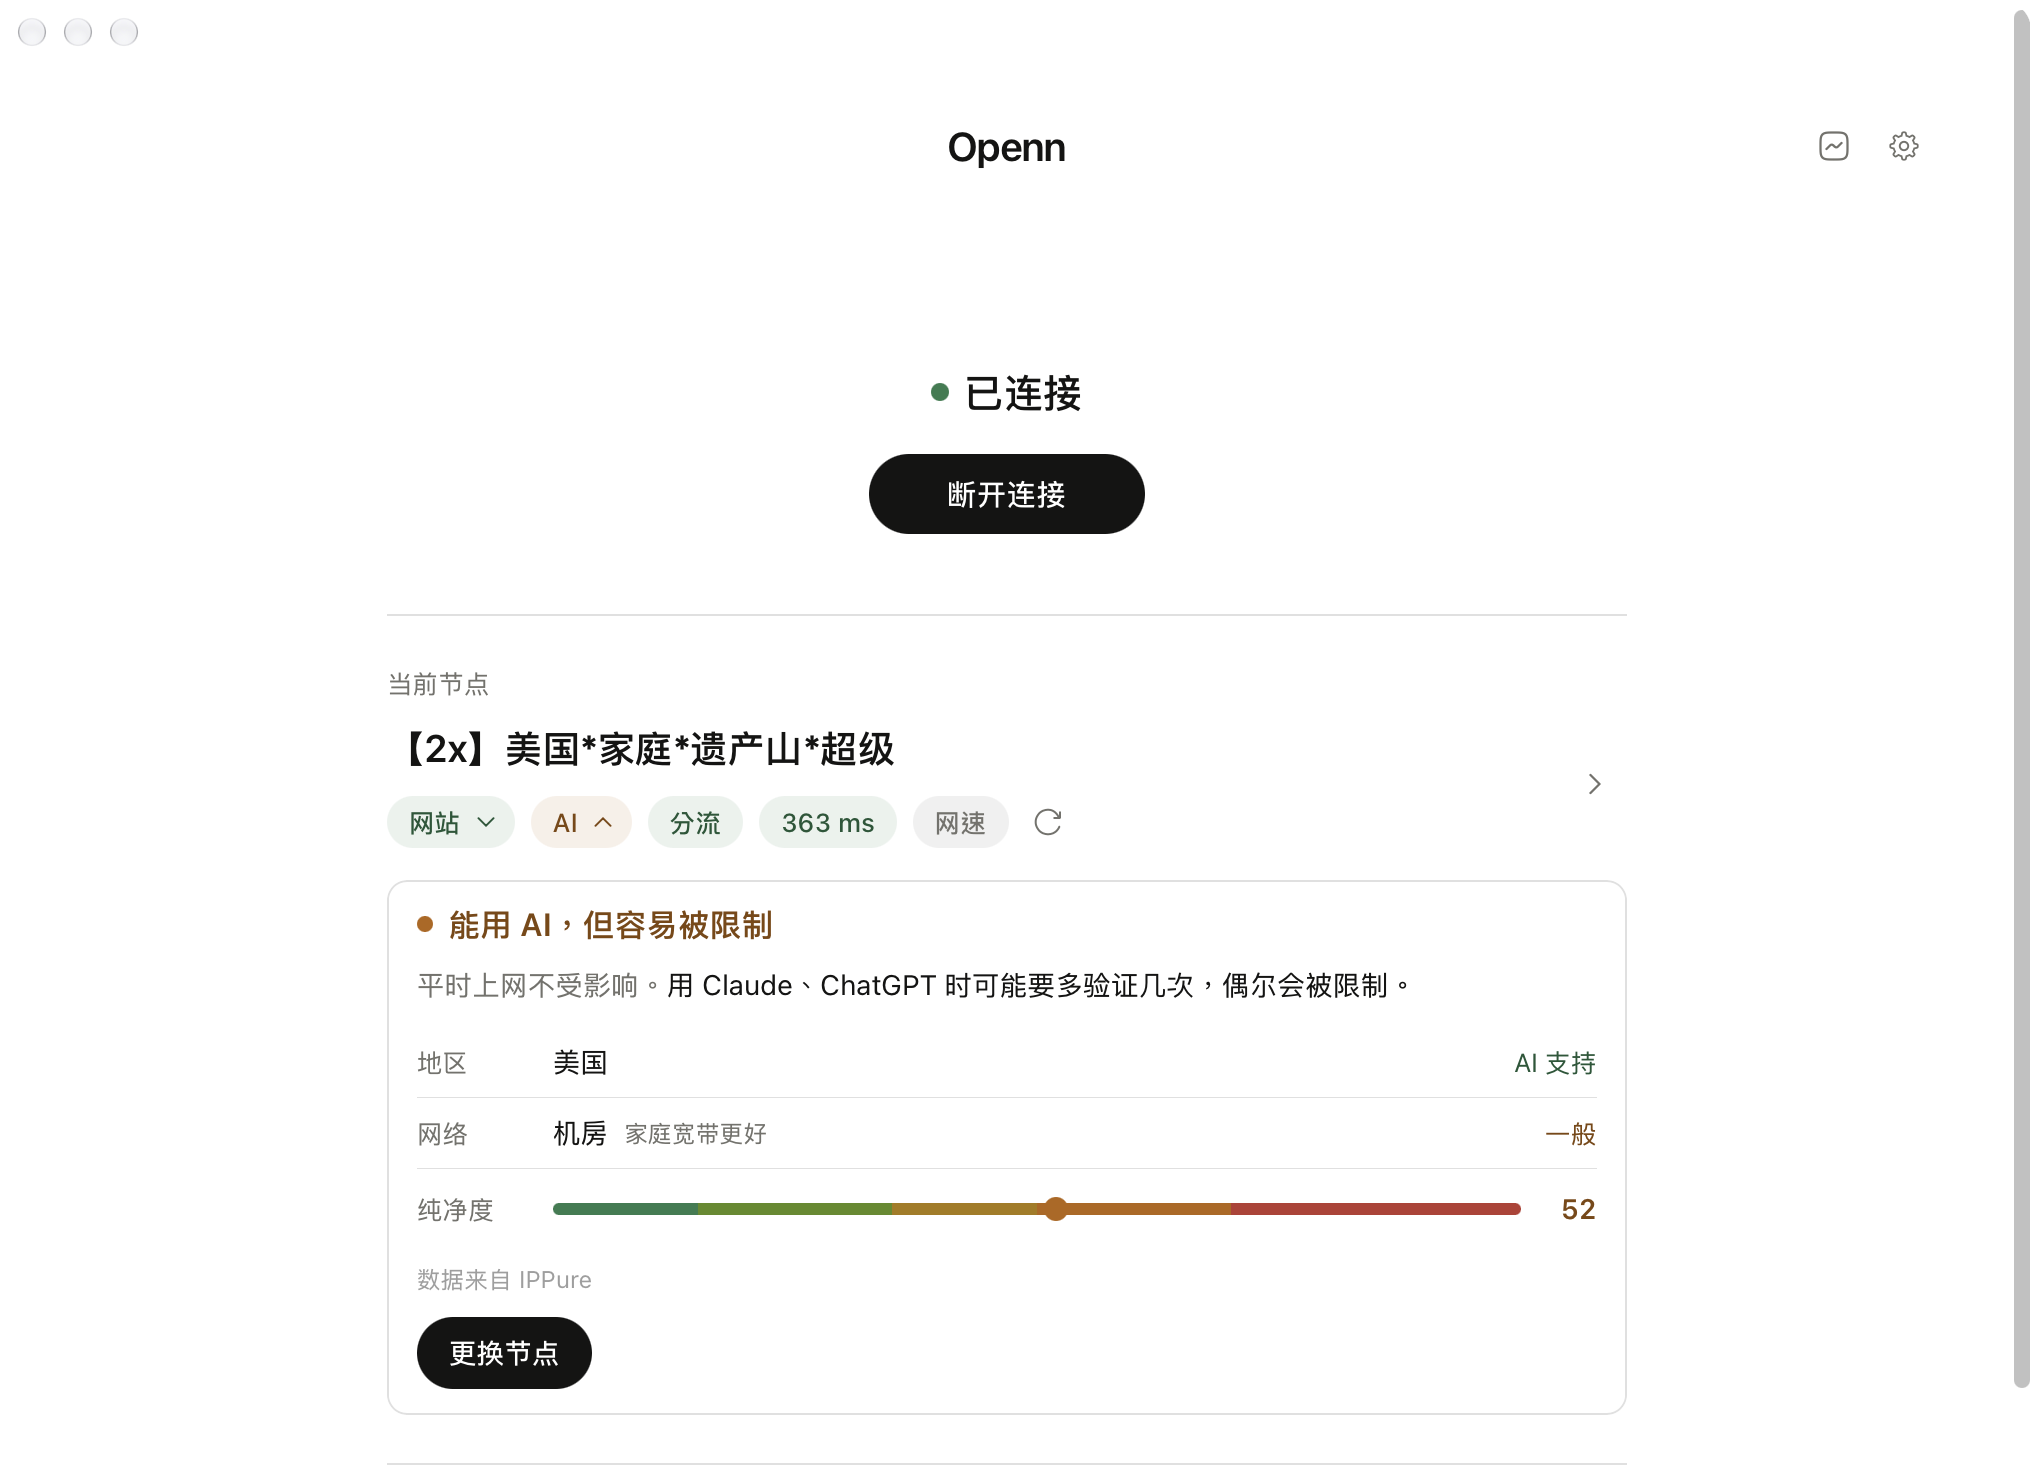 Openn
已连接
断开连接
当前节点
【2x】美国*家庭*遗产山*超级
网站 AI 分流 363 ms 网速
能用 AI，但容易被限制
平时上网不受影响。用 Claude、ChatGPT 时可能要多验证几次，偶尔会被限制。
地区 美国 AI 支持
网络 机房 家庭宽带更好 一般
纯净度 52
数据来自 IPPure
更换节点